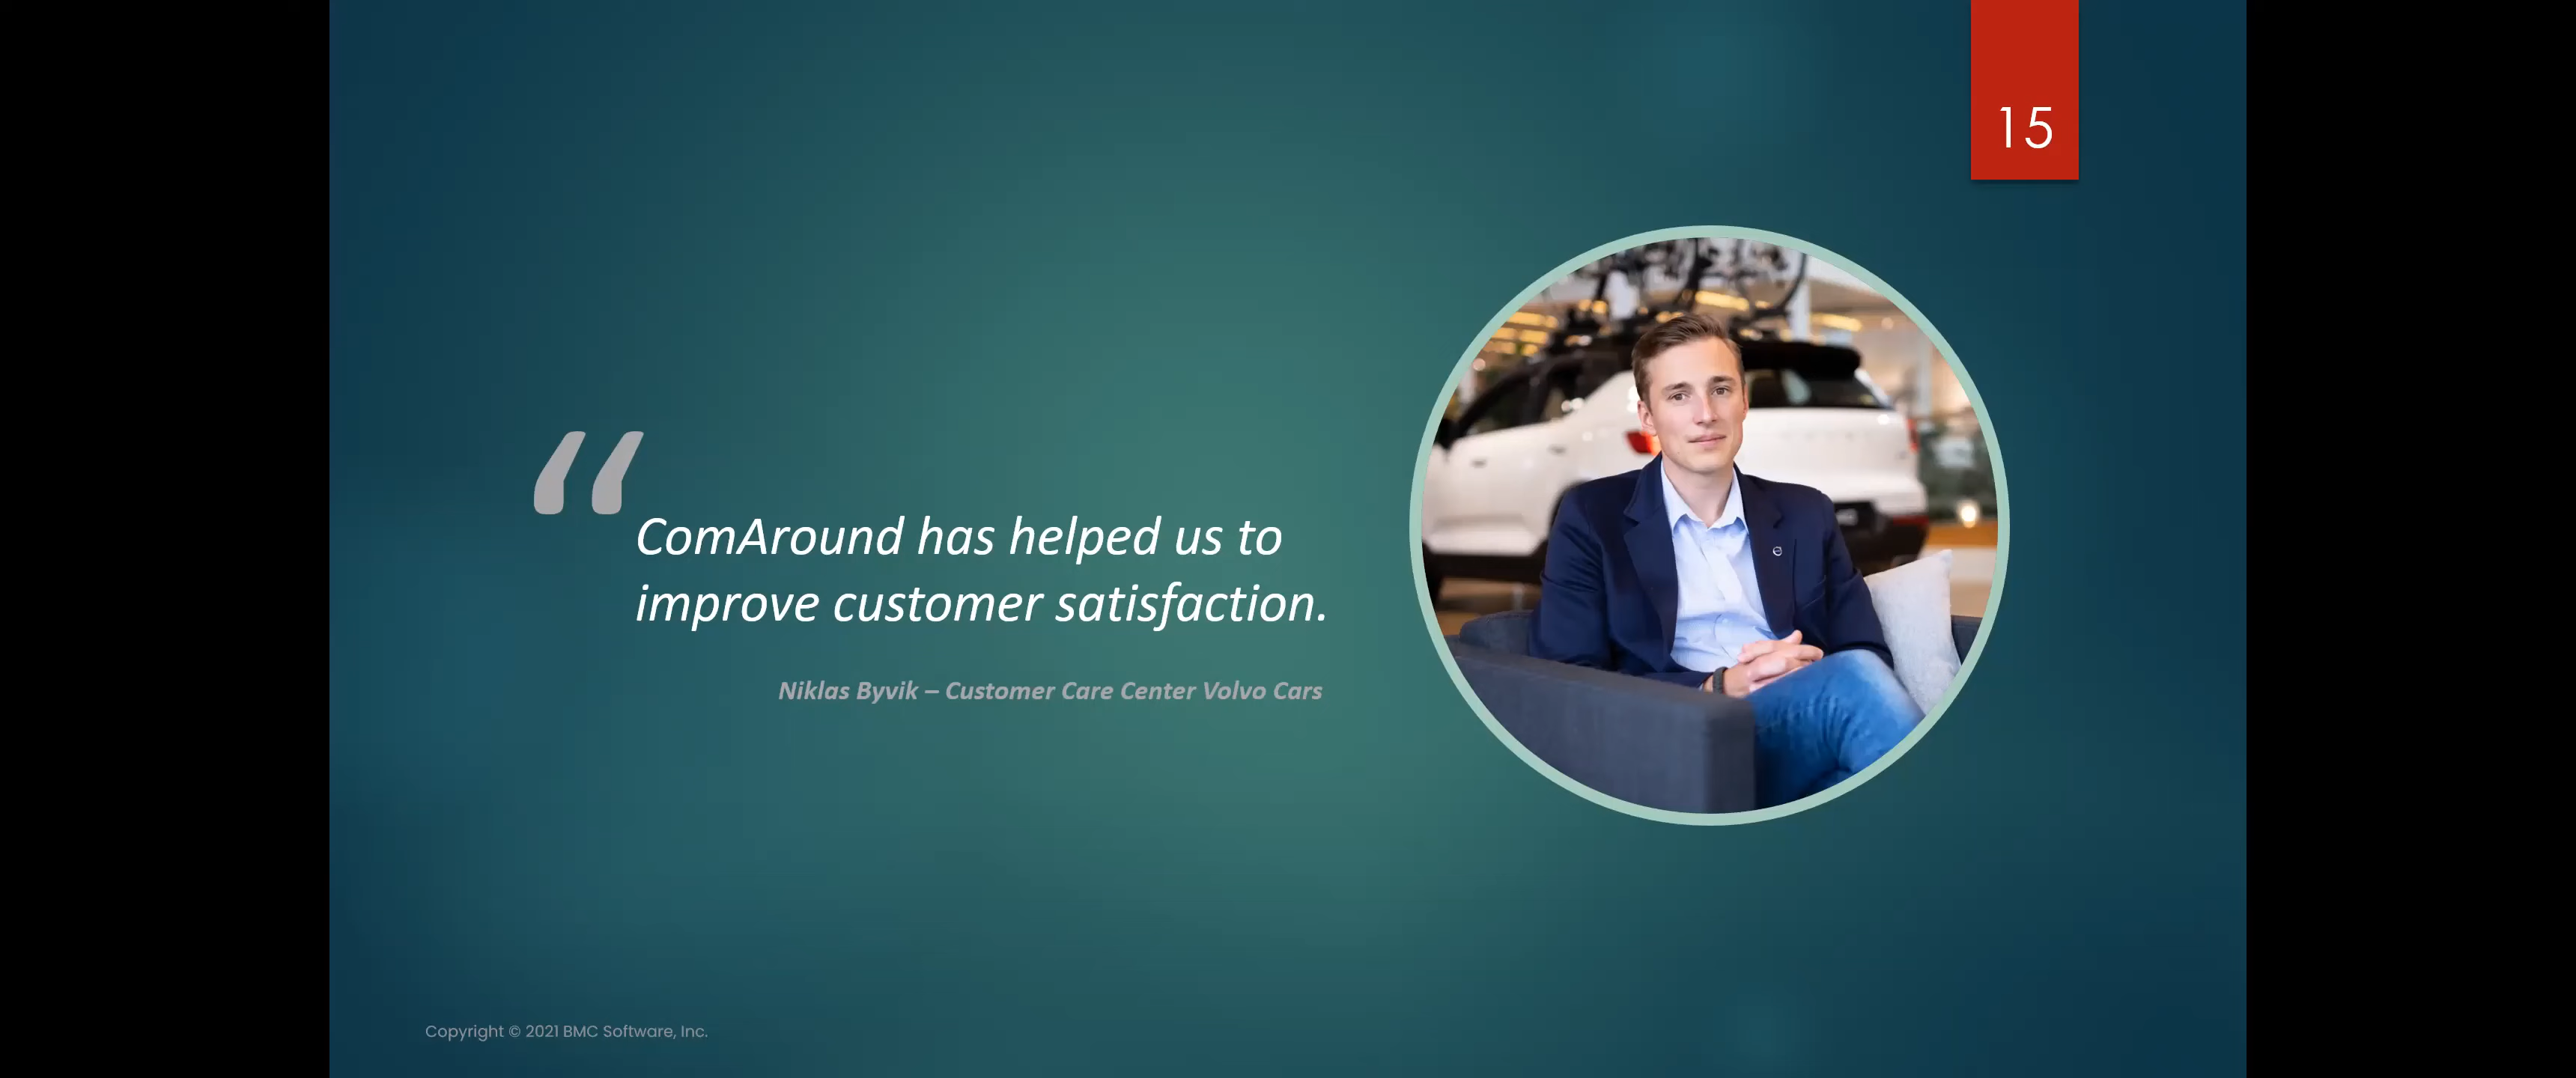 15
“
ComAround has helped us to
improve customer satisfaction.
Niklas Byvik – Customer Care Center Volvo Cars
Copyright © 2021 BMC Software, Inc.